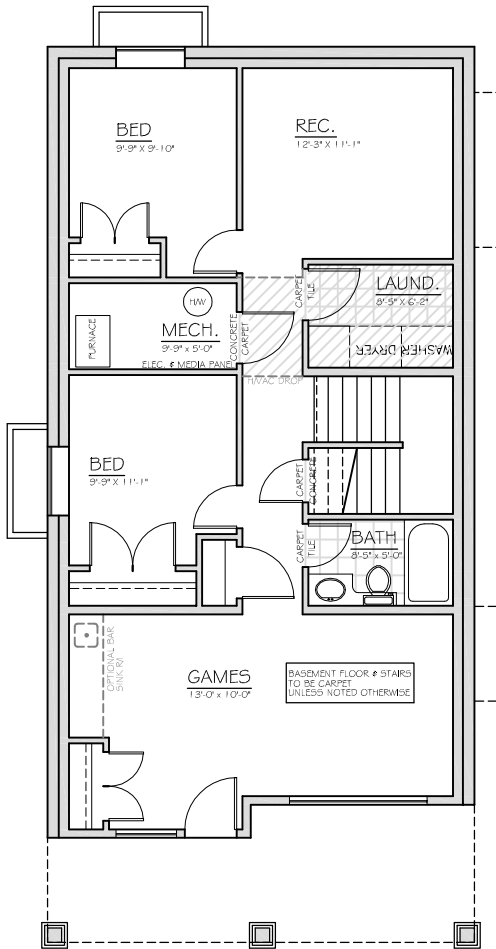 BED
9'-9" X 9'-10"
REC.
12'-3" X 11'-1"
CARPET
TILE
LAUND.
8'-5" X 6'-2"
H/W
FURNACE
MECH.
9'-9" X 5'-0"
ELEC. & MEDIA PANEL
CONCRETE
CARPET
WASHER DRYER
HVAC DROP
BED
9'-9" X 11'-1"
CARPET
CONCRETE
CARPET
TILE
BATH
8'-5" X 5'-0"
OPTIONAL BAR
SINK R/I
GAMES
13'-0" X 10'-0"
BASEMENT FLOOR & STAIRS
TO BE CARPET
UNLESS NOTED OTHERWISE